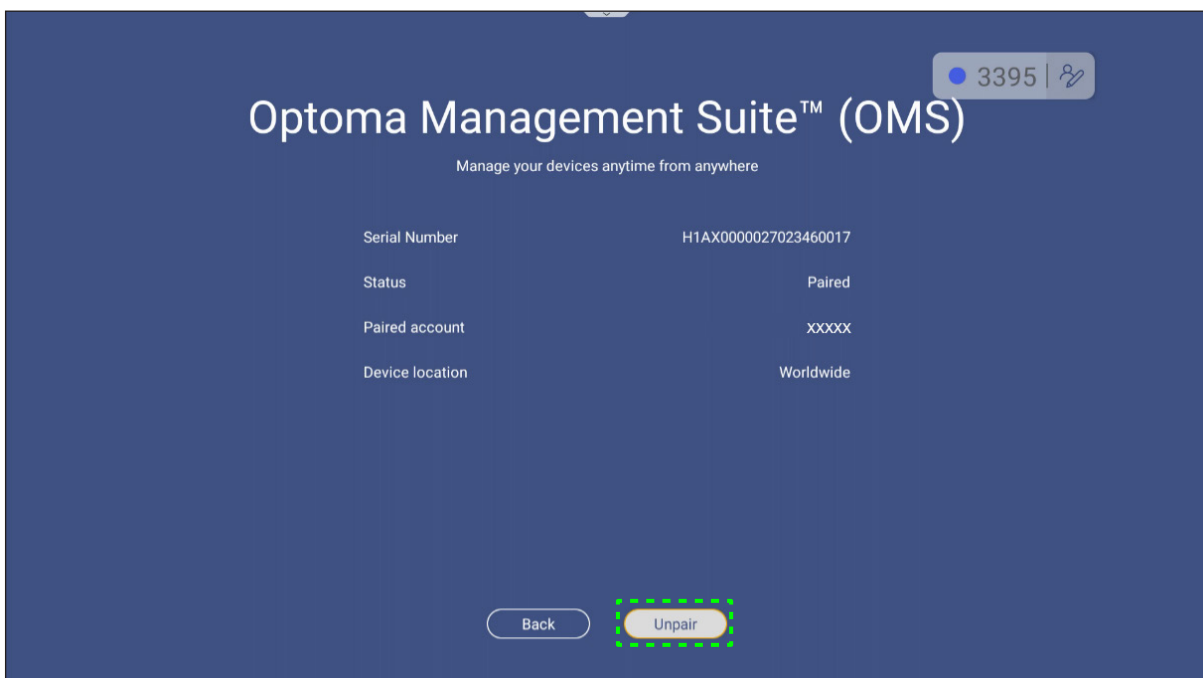 3395
Optoma Management Suite™ (OMS)
Manage your devices anytime from anywhere
Serial Number H1AX0000027023460017
Status Paired
Paired account XXXXX
Device location Worldwide
Back Unpair